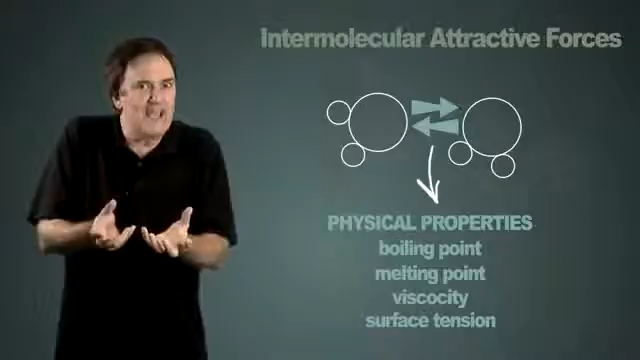 Intermolecular Attractive Forces
PHYSICAL PROPERTIES
boiling point
melting point
viscocity
surface tension